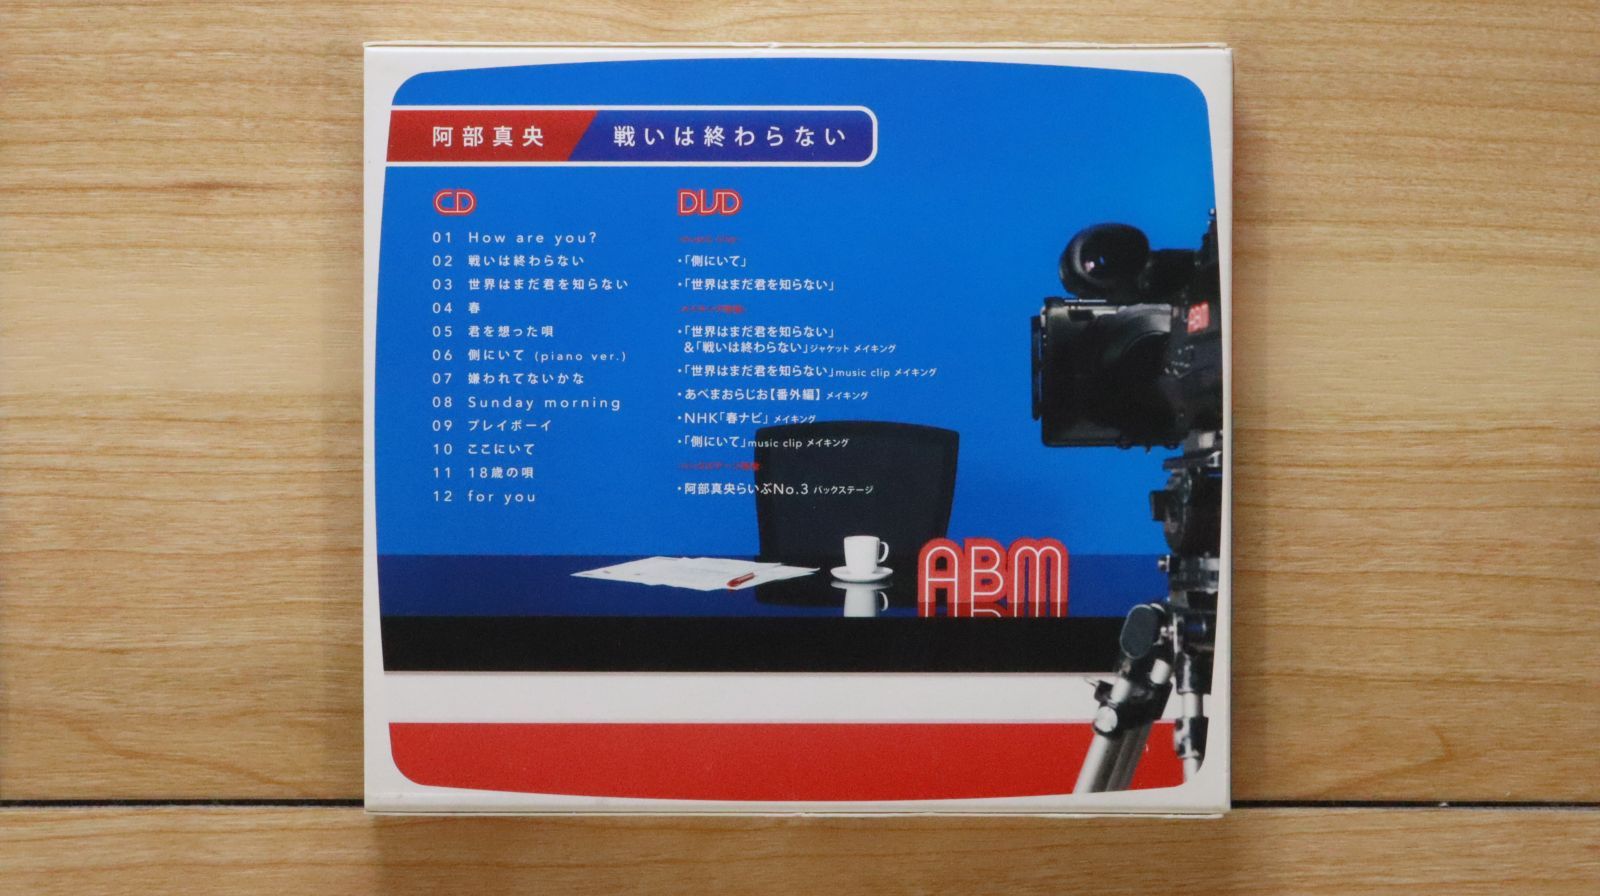 阿部真央 戦いは終わらない
CD
01 How are you?
02 戦いは終わらない
03 世界はまだ君を知らない
04 春
05 君を想った唄
06 側にいて (piano ver.)
07 嫌われてないかな
08 Sunday morning
09 プレイボーイ
10 ここにいて
11 18歳の唄
12 for you
DVD
・「側にいて」
・「世界はまだ君を知らない」
・「世界はまだ君を知らない」
&「戦いは終わらない」ジャケット メイキング
・「世界はまだ君を知らない」music clip メイキング
・あべまおらじお【番外編】 メイキング
・NHK「春ナビ」 メイキング
・「側にいて」music clip メイキング
・阿部真央らいぶNo.3 バックステージ
ABM
ABM